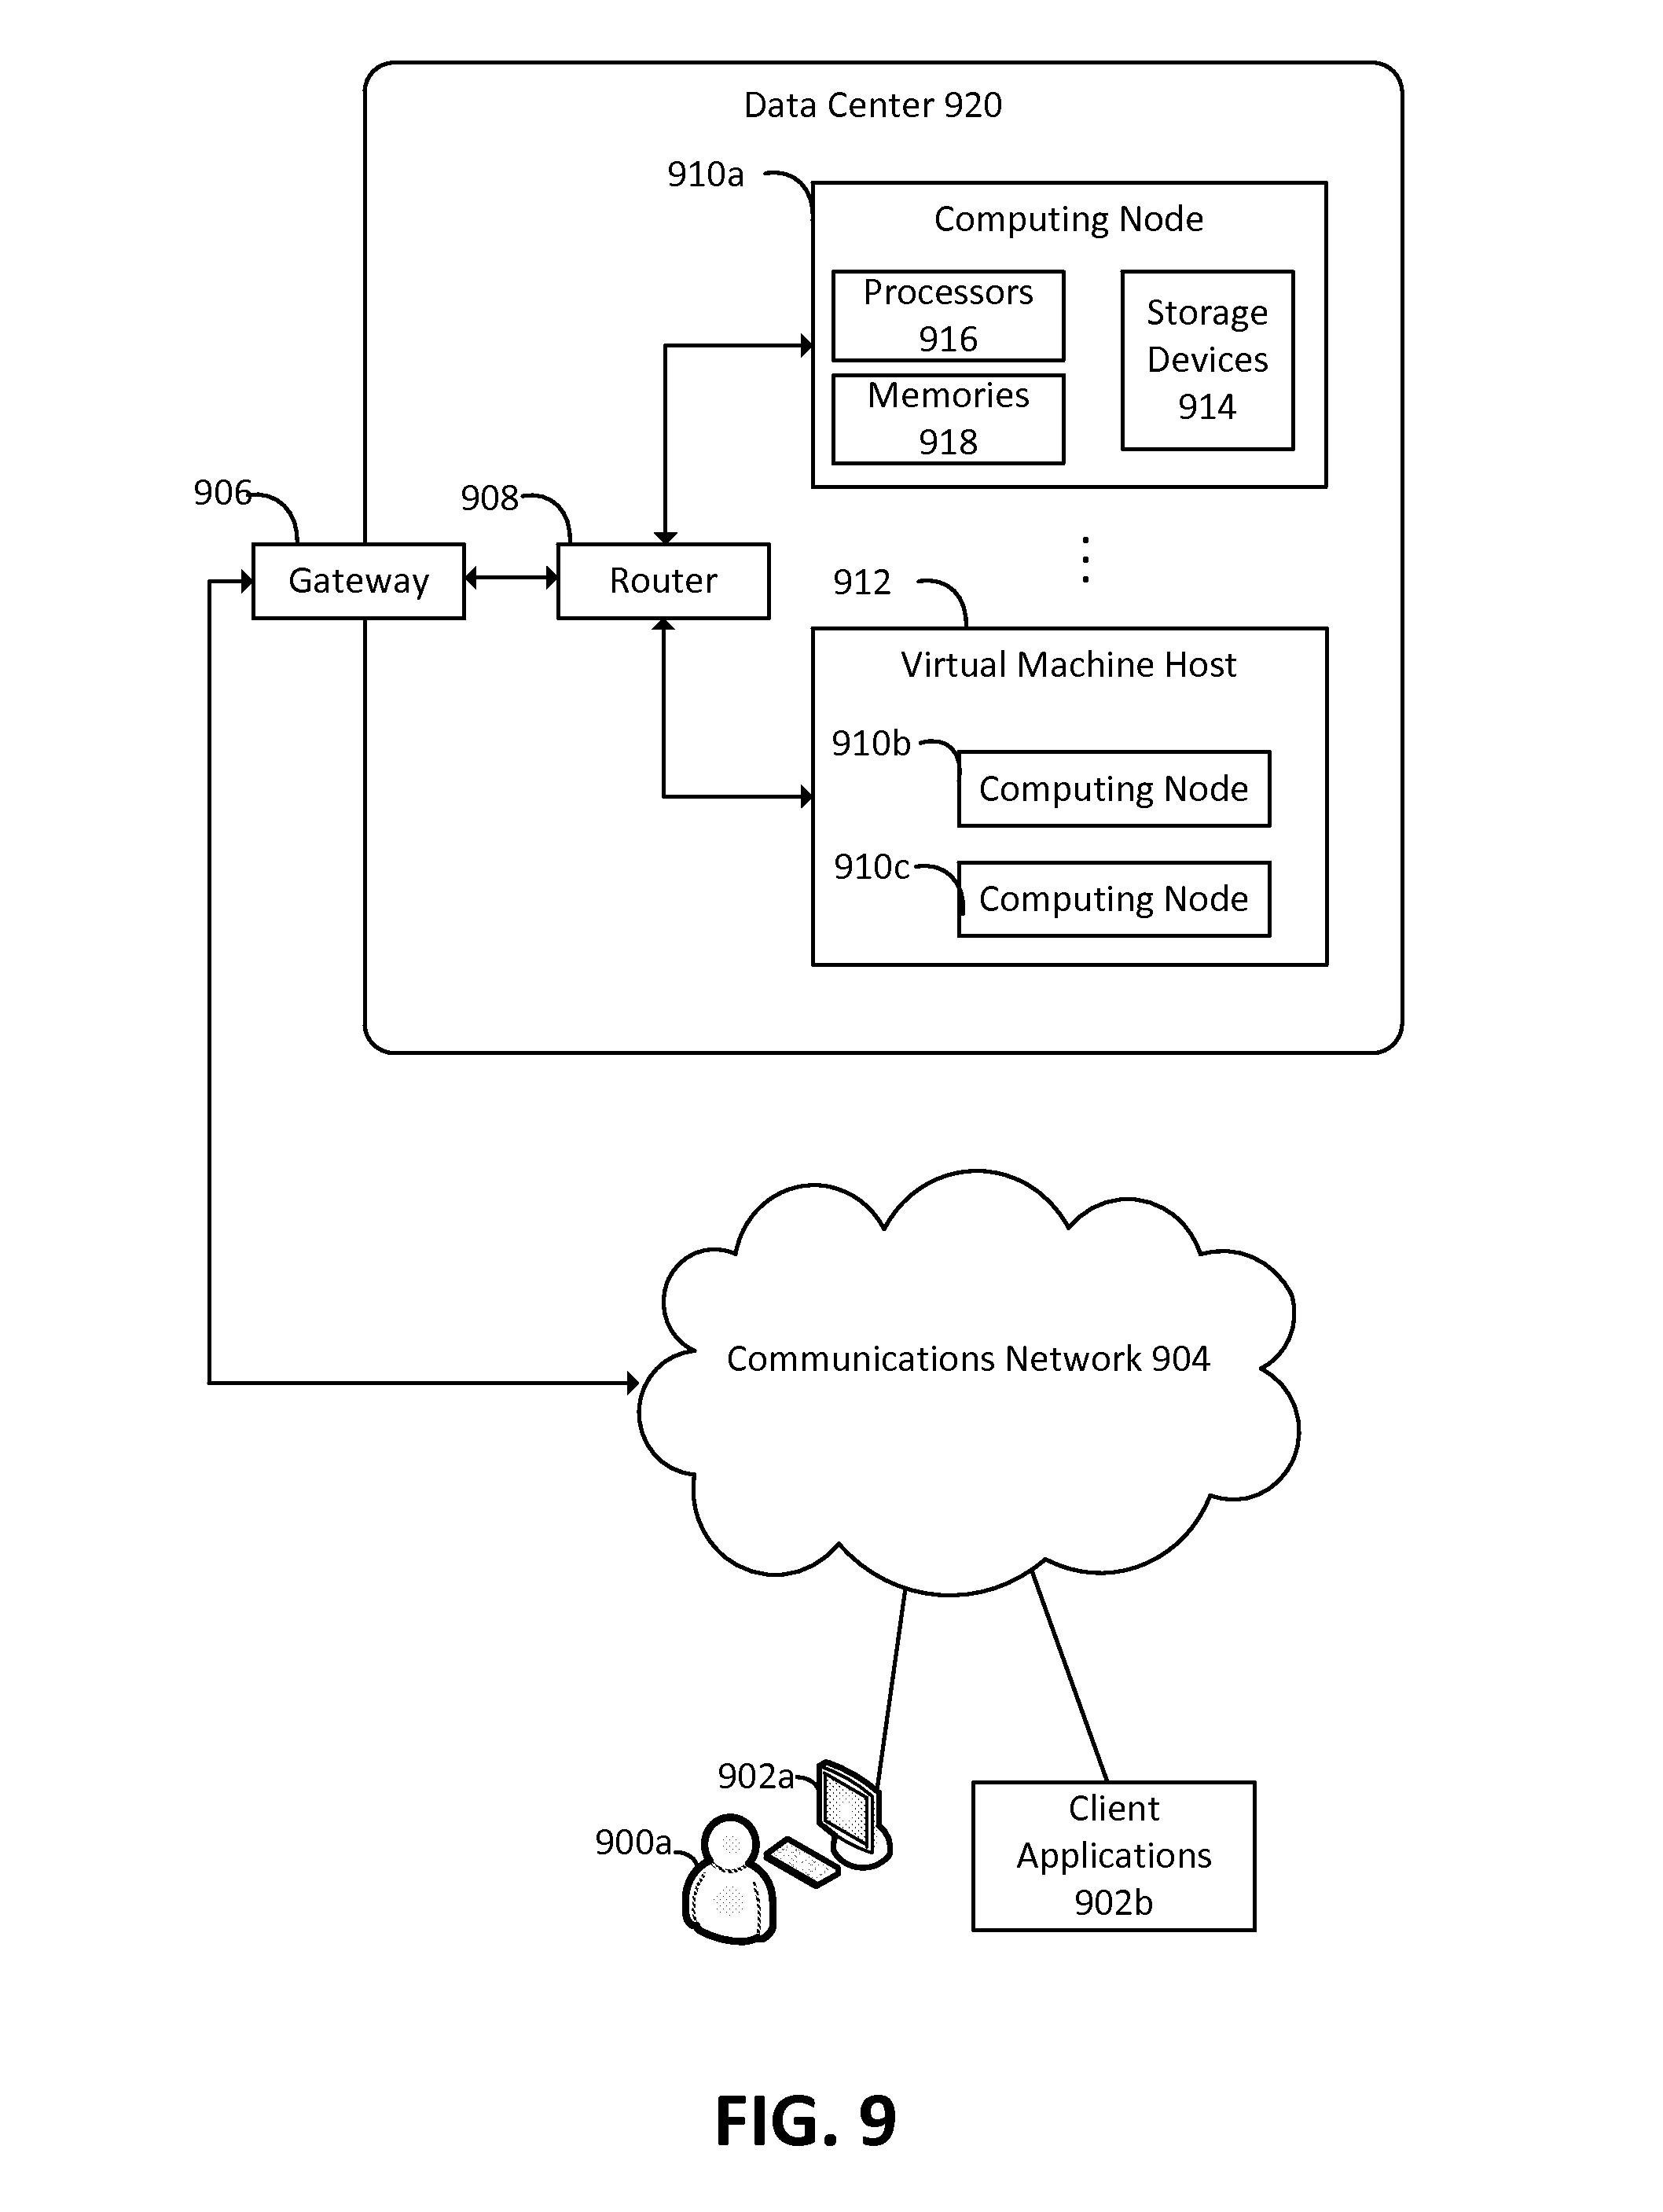 Data Center 920
910a
Computing Node
Processors
916
Memories
918
Storage
Devices
914
906
Gateway
908
Router
912
Virtual Machine Host
910b
Computing Node
910c
Computing Node
Communications Network 904
902a
900a
Client
Applications
902b
FIG. 9